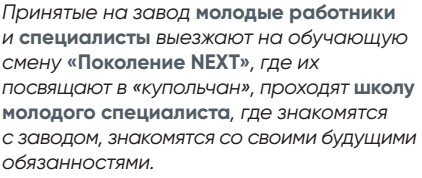 Принятые на завод молодые работники
и специалисты выезжают на обучающую
смену «Поколение NEXT», где их
посвящают в «купольчан», проходят школу
молодого специалиста, где знакомятся
с заводом, знакомятся со своими будущими
обязанностями.